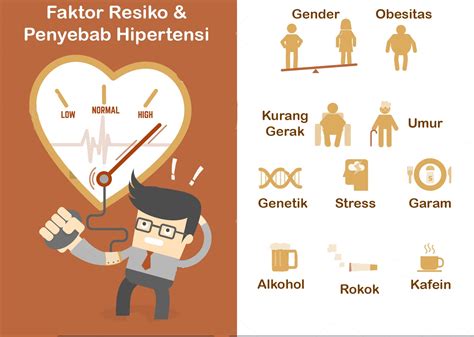 Faktor Resiko &
Penyebab Hipertensi
LOW
NORMAL
HIGH
Gender
Obesitas
Kurang
Gerak
Umur
Genetik
Stress
Garam
Alkohol
Rokok
Kafein